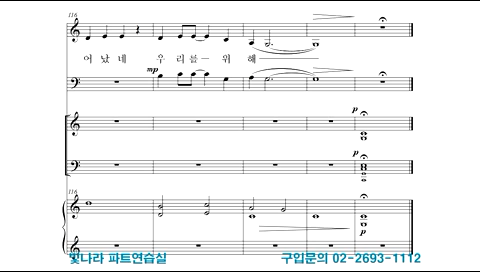 116
어 났 네 우 리 를 위 해
mp
p
p
116
p
빛나라 파트연습실 구입문의 02-2693-1112